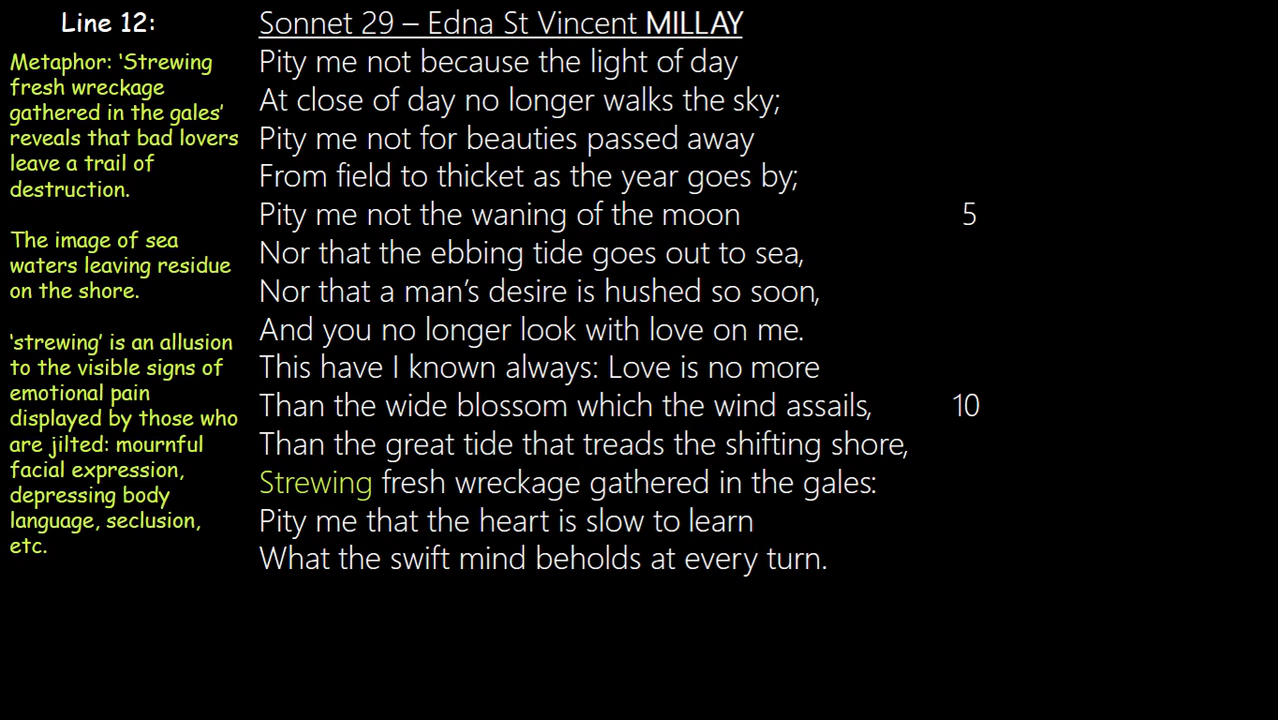 Line 12:
Metaphor: ‘Strewing
fresh wreckage
gathered in the gales’
reveals that bad lovers
leave a trail of
destruction.
The image of sea
waters leaving residue
on the shore.
‘strewing’ is an allusion
to the visible signs of
emotional pain
displayed by those who
are jilted: mournful
facial expression,
depressing body
language, seclusion,
etc.
Sonnet 29 – Edna St Vincent MILLAY
Pity me not because the light of day
At close of day no longer walks the sky;
Pity me not for beauties passed away
From field to thicket as the year goes by;
Pity me not the waning of the moon 5
Nor that the ebbing tide goes out to sea,
Nor that a man’s desire is hushed so soon,
And you no longer look with love on me.
This have I known always: Love is no more
Than the wide blossom which the wind assails, 10
Than the great tide that treads the shifting shore,
Strewing fresh wreckage gathered in the gales:
Pity me that the heart is slow to learn
What the swift mind beholds at every turn.